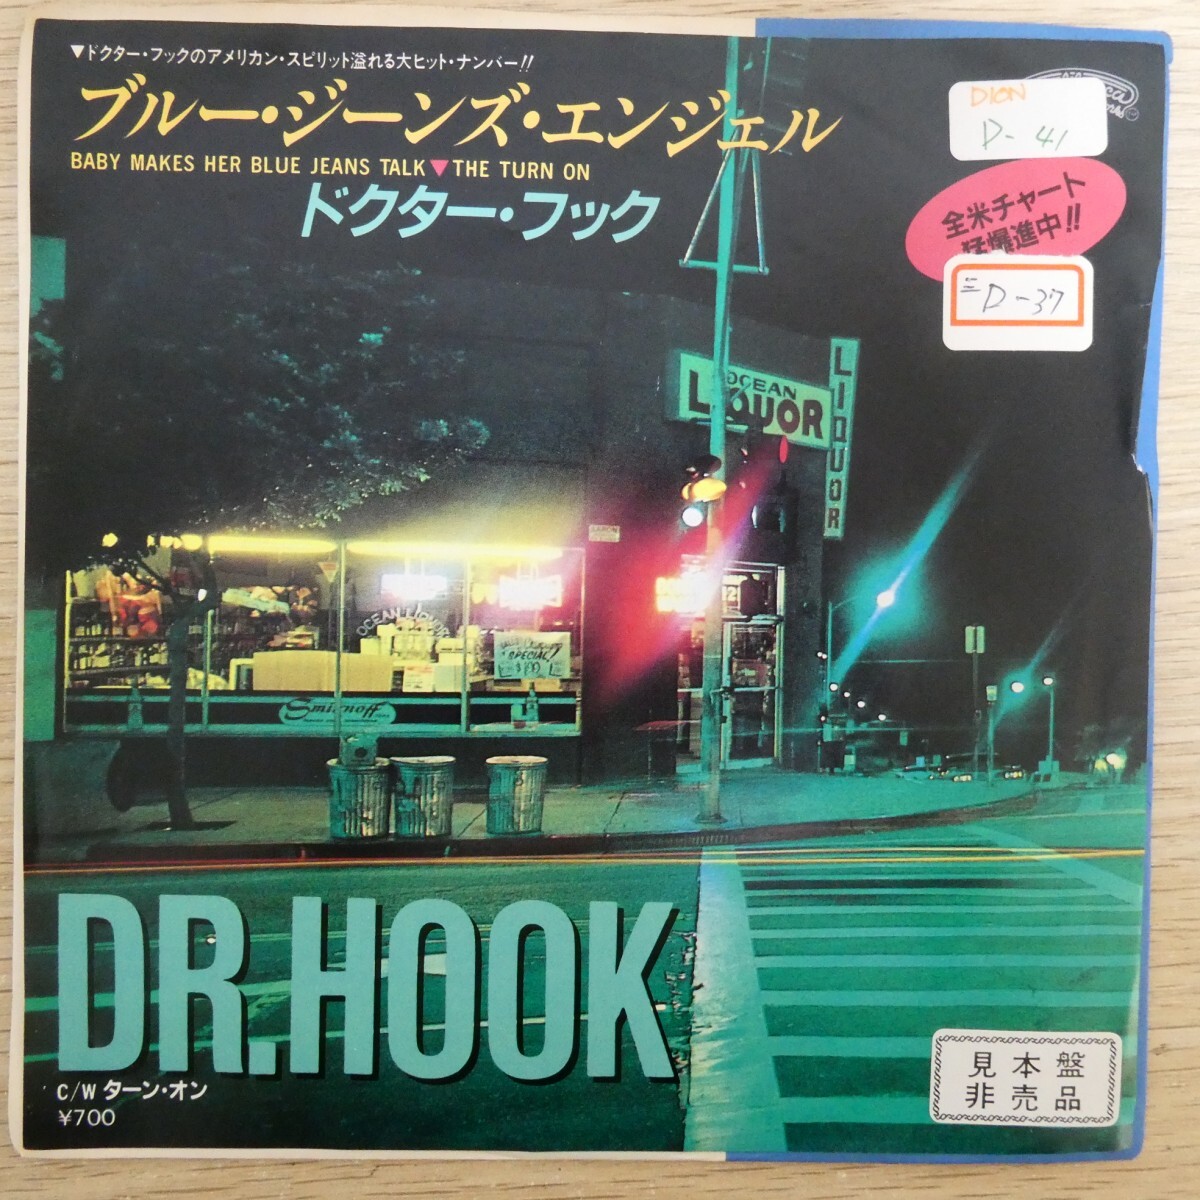 ▼ドクター・フックのアメリカン・スピリット溢れる大ヒット・ナンバー!!
ブルー・ジーンズ・エンジェル
BABY MAKES HER BLUE JEANS TALK▼THE TURN ON
ドクター・フック
DION
D-41
全米チャート
猛爆進中!!
D-37
OCEAN
LIQUOR
LIQUOR
OCEAN LIQUOR
SPECIAL!
Smirnoff
DR.HOOK
C/W ターン・オン
¥700
見本盤
非売品